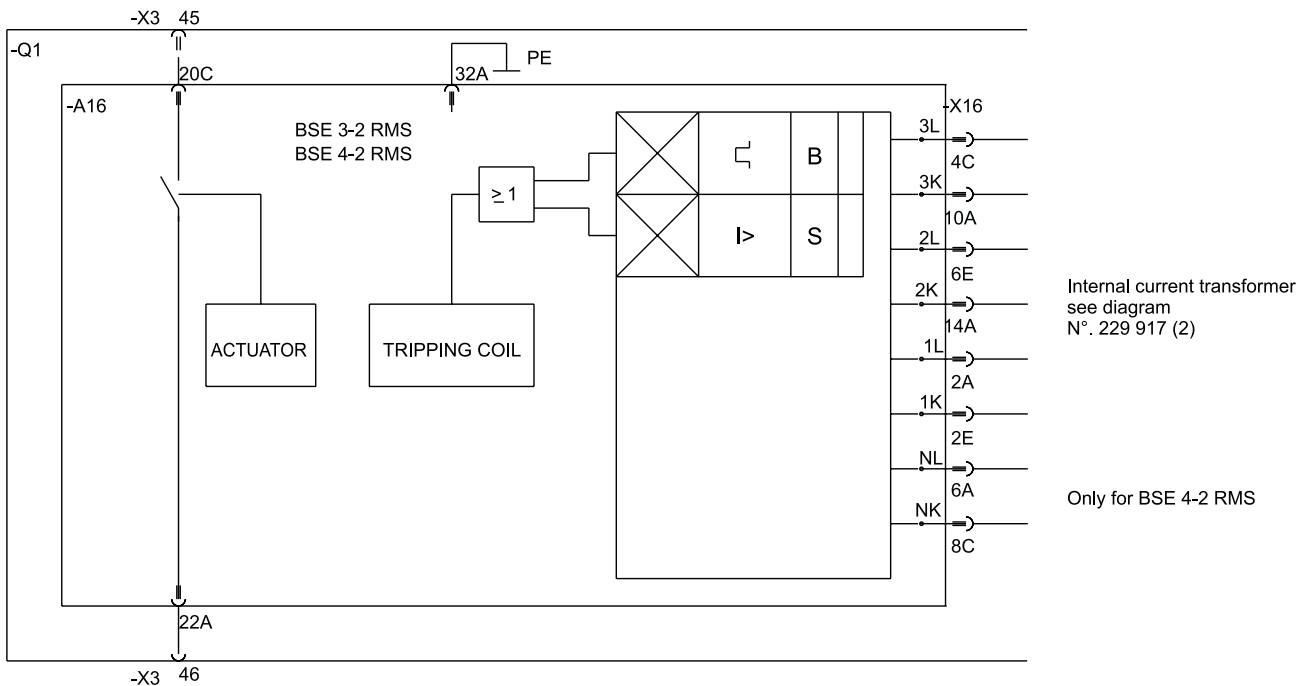 -X3 45
-Q1
20C
32A
PE
-A16
-X16
BSE 3-2 RMS
BSE 4-2 RMS
≥ 1
B
I>
S
3L
4C
3K
10A
2L
6E
2K
14A
1L
2A
1K
2E
NL
6A
NK
8C
Internal current transformer
see diagram
N°. 229 917 (2)
Only for BSE 4-2 RMS
ACTUATOR
TRIPPING COIL
22A
-X3 46